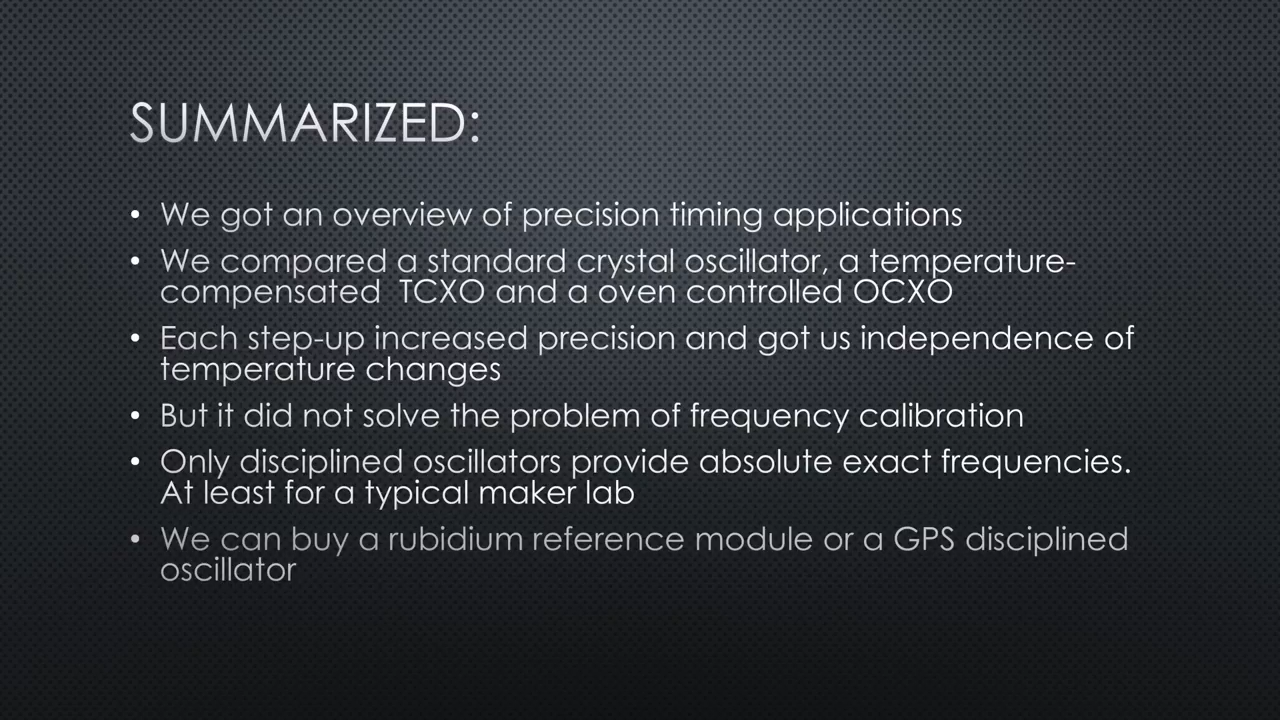 SUMMARIZED:
• We got an overview of precision timing applications
• We compared a standard crystal oscillator, a temperature-
compensated  TCXO and a oven controlled OCXO
• Each step-up increased precision and got us independence of
temperature changes
• But it did not solve the problem of frequency calibration
• Only disciplined oscillators provide absolute exact frequencies.
At least for a typical maker lab
• We can buy a rubidium reference module or a GPS disciplined
oscillator